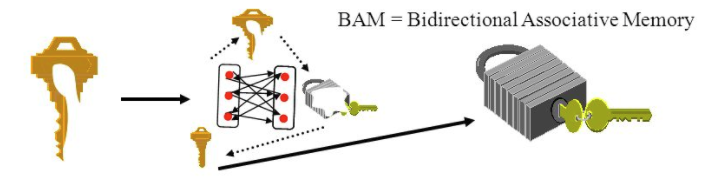 BAM = Bidirectional Associative Memory